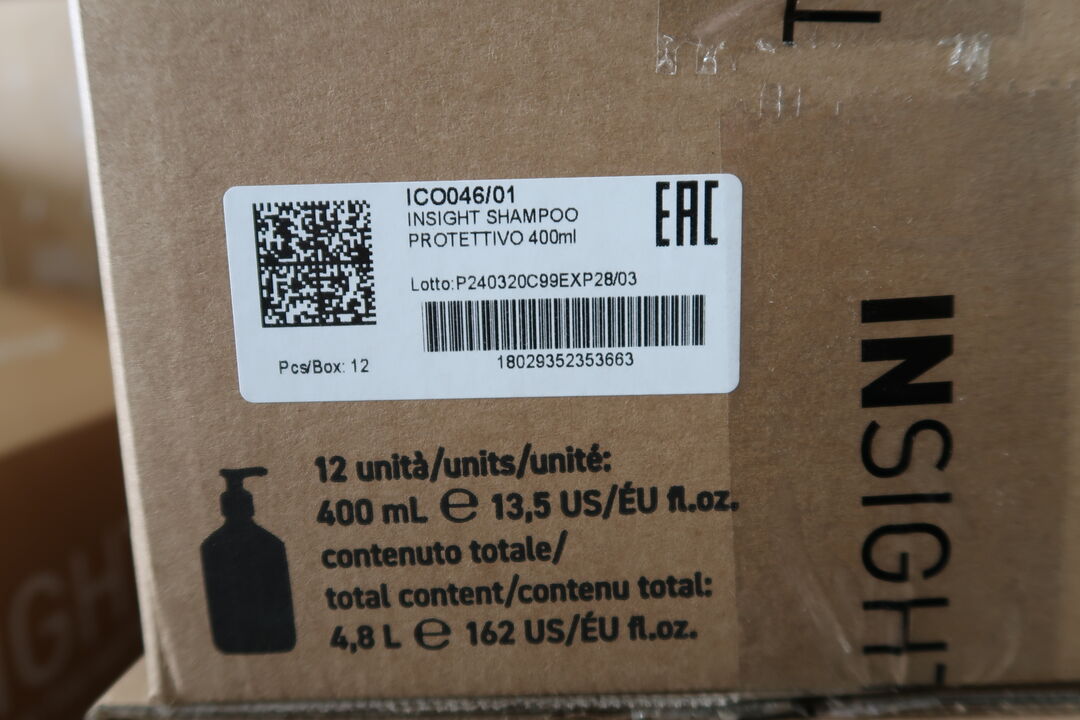 T
ICO046/01
INSIGHT SHAMPOO
PROTETTIVO 400ml
EAC
Lotto:P240320C99EXP28/03
18029352353663
Pcs/Box: 12
12 unità/units/unité:
400 mL ℮ 13,5 US/ÉU fl.oz.
contenuto totale/
total content/contenu total:
4,8 L ℮ 162 US/ÉU fl.oz.
INSIGHT